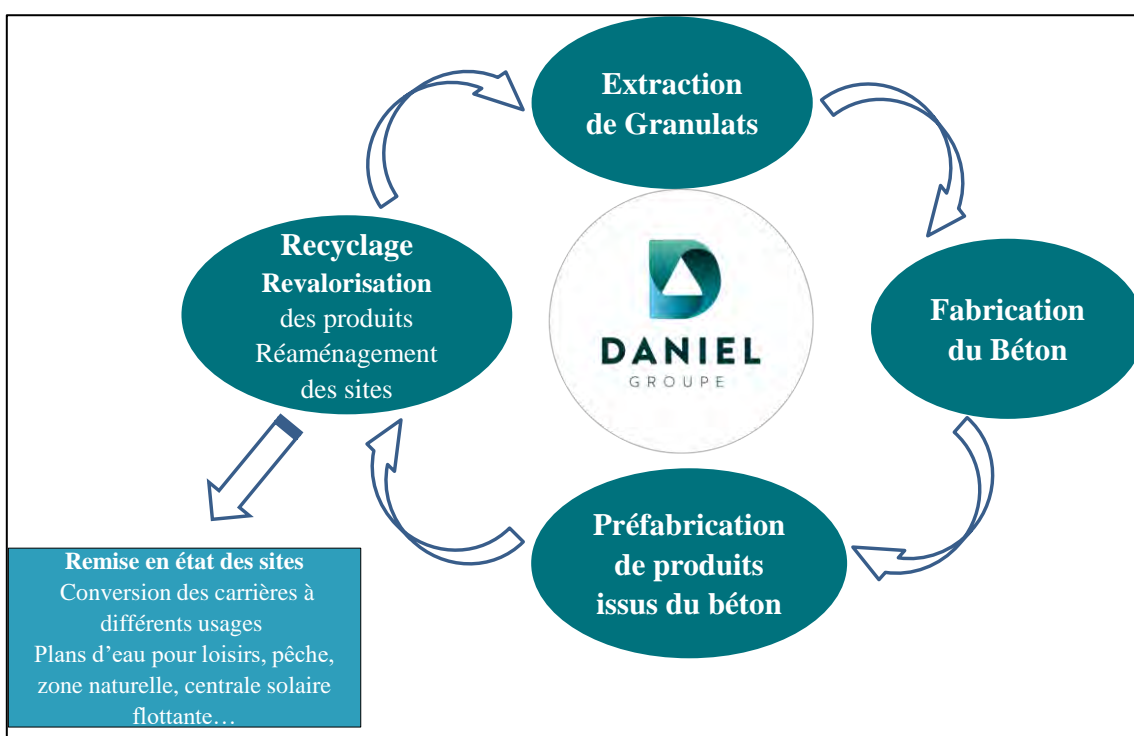 Extraction
de Granulats
Recyclage
Revalorisation
des produits
Réaménagement
des sites
DANIEL
GROUPE
Fabrication
du Béton
Préfabrication
de produits
issus du béton
Remise en état des sites
Conversion des carrières à
différents usages
Plans d’eau pour loisirs, pêche,
zone naturelle, centrale solaire
flottante…